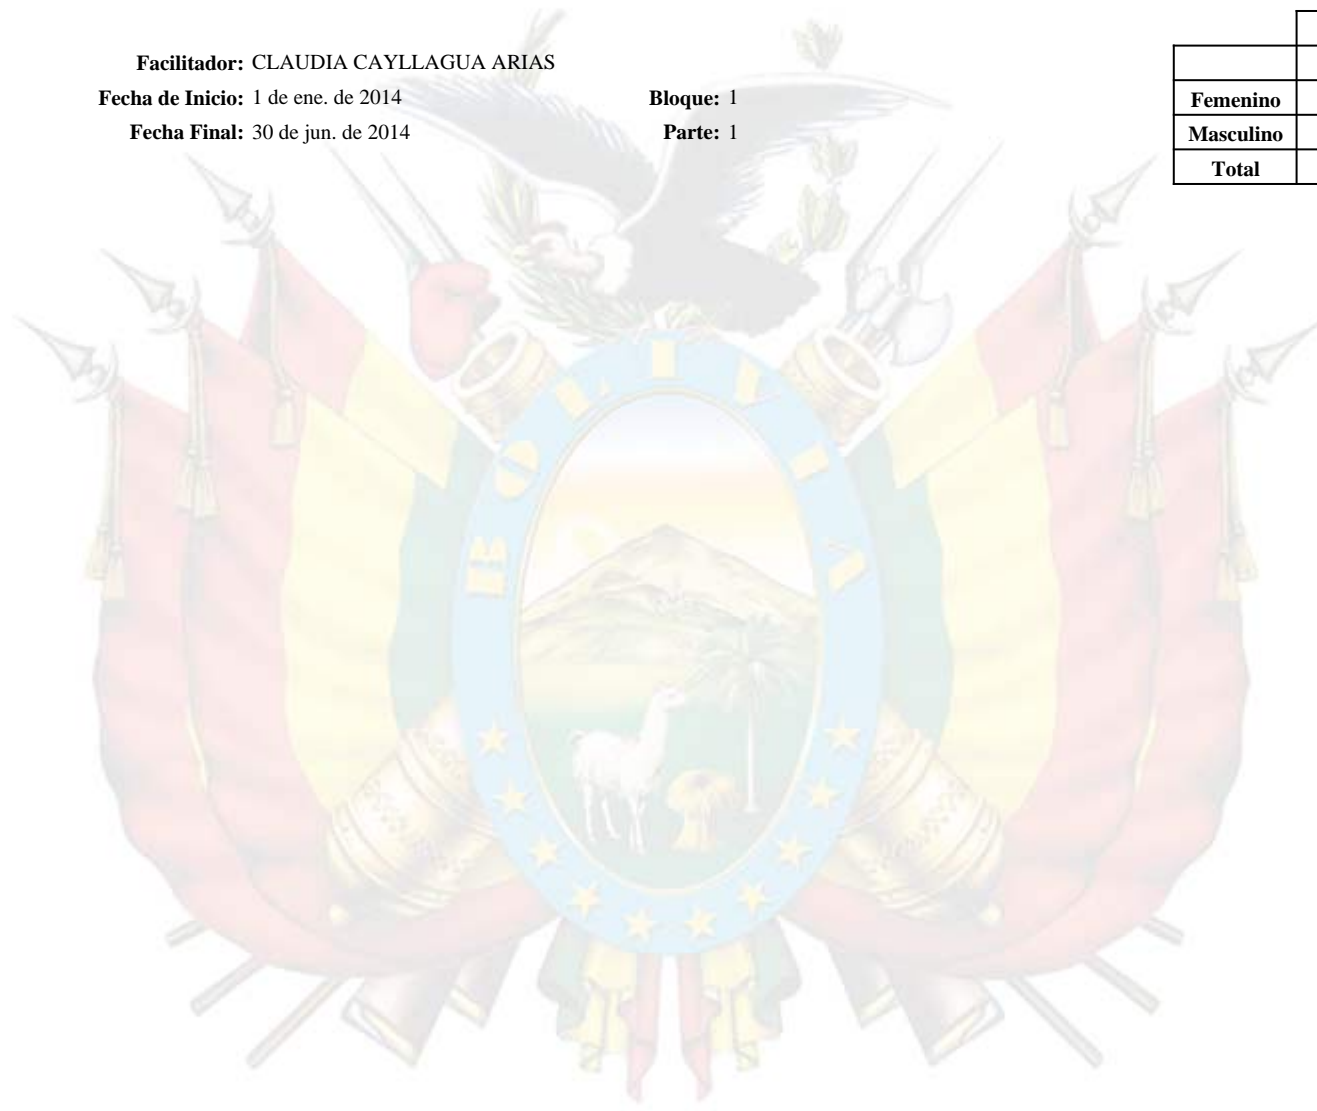 Facilitador: CLAUDIA CAYLLAGUA ARIAS
Fecha de Inicio: 1 de ene. de 2014 Bloque: 1
Fecha Final: 30 de jun. de 2014 Parte: 1
Femenino
Masculino
Total
BOLIVIA